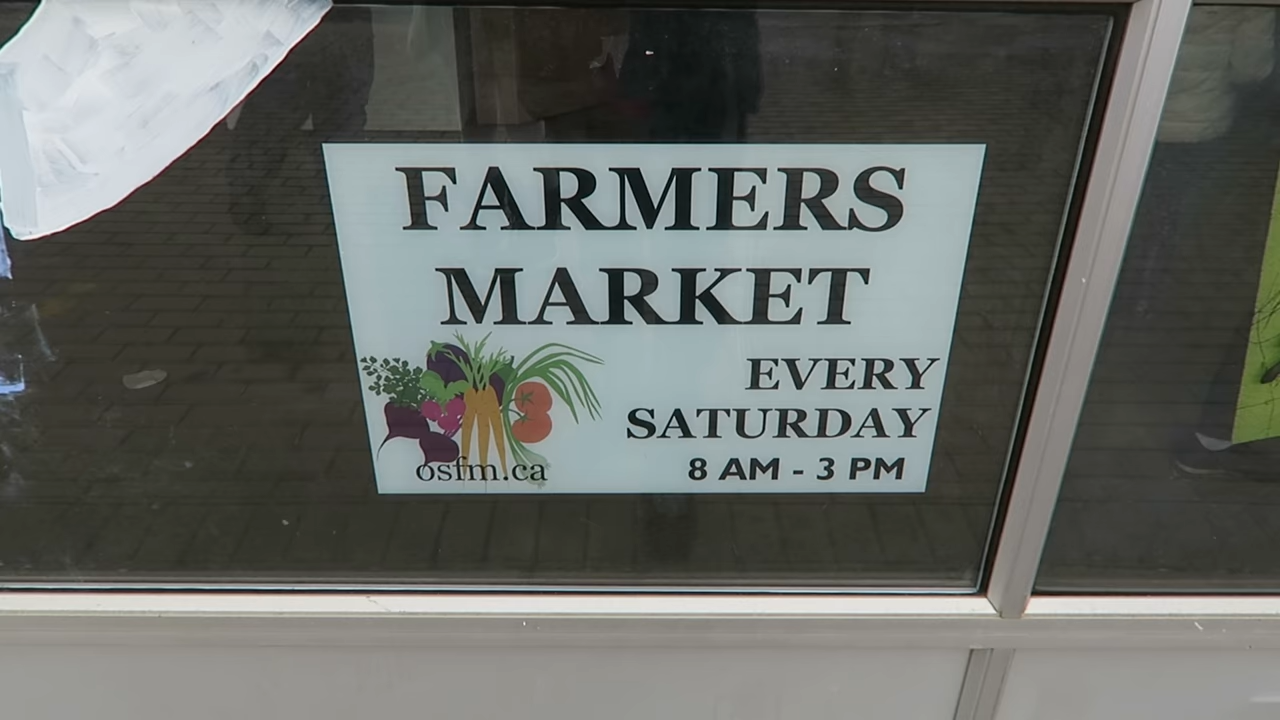 FARMERS
MARKET
EVERY
SATURDAY
8 AM - 3 PM
osfm.ca